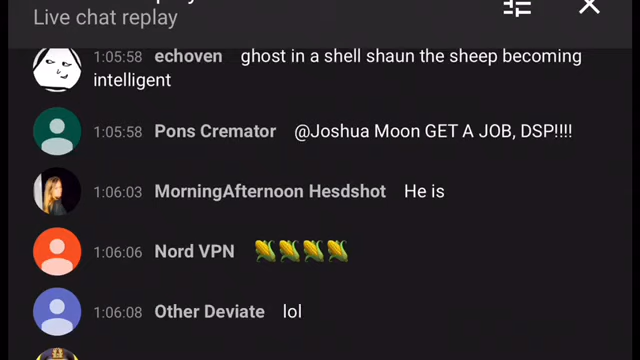 Live chat replay
1:05:58 echoven ghost in a shell shaun the sheep becoming
intelligent
1:05:58 Pons Cremator @Joshua Moon GET A JOB, DSP!!!!
1:06:03 MorningAfternoon Hesdshot He is
1:06:06 Nord VPN 🌽🌽🌽🌽
1:06:08 Other Deviate lol